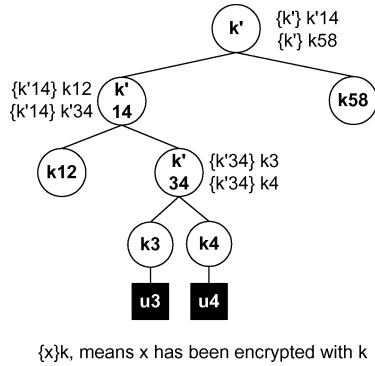 k' {k'} k'14
{k'} k58
{k'14} k12 k' k58
{k'14} k'34 14
k12 k' {k'34} k3
34 {k'34} k4
k3 k4
u3 u4
{x}k, means x has been encrypted with k